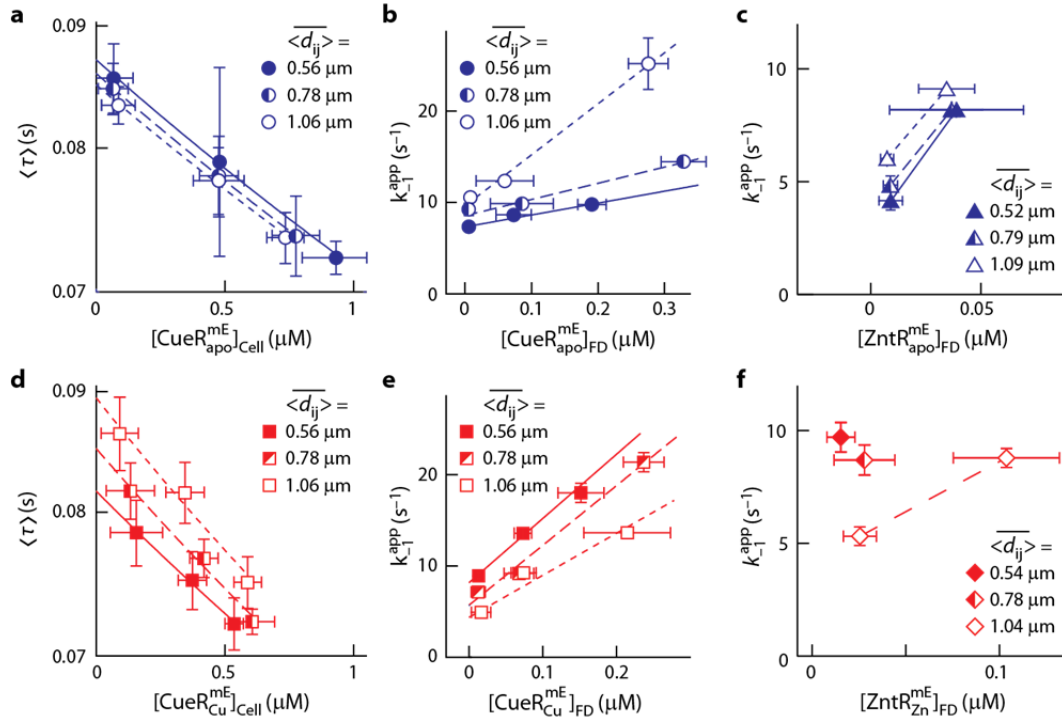 a
0.09
0.08
0.07
⟨τ⟩ (s)
<d_ij> =
0.56 μm
0.78 μm
1.06 μm
0
0.5
1
[CueR^mE_apo]_Cell (μM)
b
20
10
0
k^app_-1 (s^-1)
<d_ij> =
0.56 μm
0.78 μm
1.06 μm
0
0.1
0.2
0.3
[CueR^mE_apo]_FD (μM)
c
10
5
0
k^app_-1 (s^-1)
<d_ij> =
0.52 μm
0.79 μm
1.09 μm
0
0.05
[ZntR^mE_apo]_FD (μM)
d
0.09
0.08
0.07
⟨τ⟩ (s)
<d_ij> =
0.56 μm
0.78 μm
1.06 μm
0
0.5
1
[CueR^mE_Cu]_Cell (μM)
e
20
10
0
k^app_-1 (s^-1)
<d_ij> =
0.56 μm
0.78 μm
1.06 μm
0
0.1
0.2
[CueR^mE_Cu]_FD (μM)
f
10
5
0
k^app_-1 (s^-1)
<d_ij> =
0.54 μm
0.78 μm
1.04 μm
0
0.1
[ZntR^mE_Zn]_FD (μM)